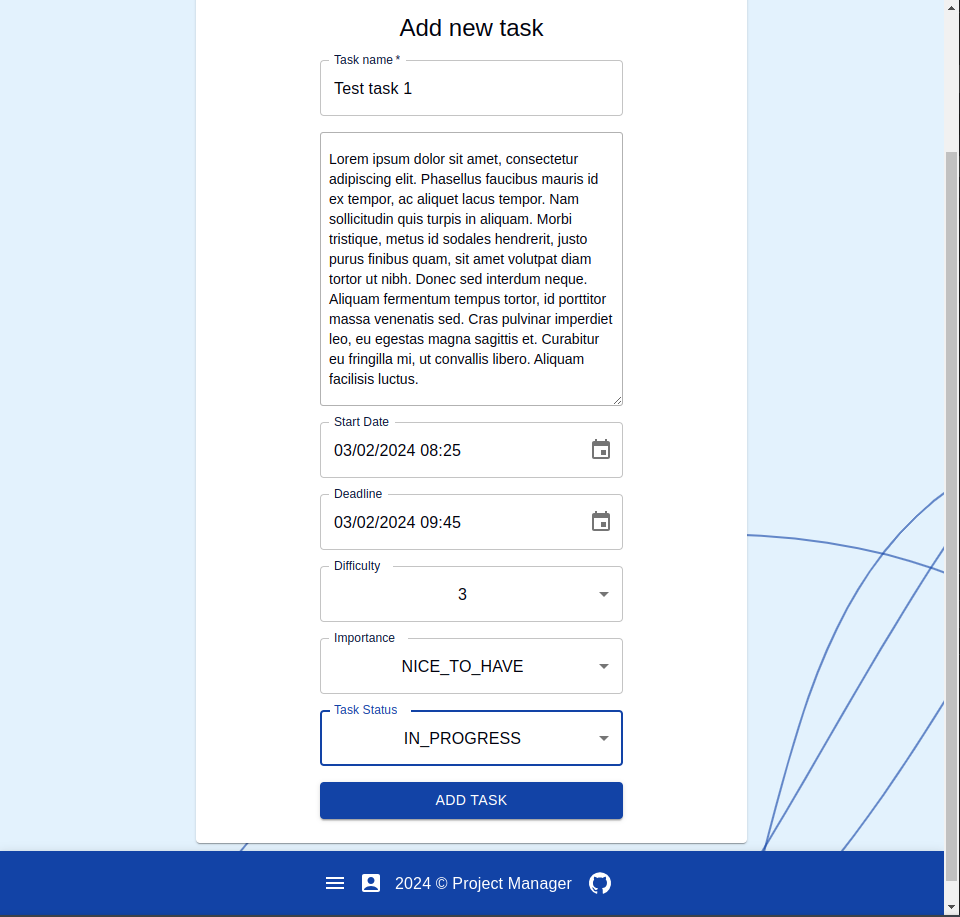 Add new task
Task name *
Test task 1
Lorem ipsum dolor sit amet, consectetur
adipiscing elit. Phasellus faucibus mauris id
ex tempor, ac aliquet lacus tempor. Nam
sollicitudin quis turpis in aliquam. Morbi
tristique, metus id sodales hendrerit, justo
purus finibus quam, sit amet volutpat diam
tortor ut nibh. Donec sed interdum neque.
Aliquam fermentum tempus tortor, id porttitor
massa venenatis sed. Cras pulvinar imperdiet
leo, eu egestas magna sagittis et. Curabitur
eu fringilla mi, ut convallis libero. Aliquam
facilisis luctus.
Start Date
03/02/2024 08:25
Deadline
03/02/2024 09:45
Difficulty
3
Importance
NICE_TO_HAVE
Task Status
IN_PROGRESS
ADD TASK
2024 © Project Manager